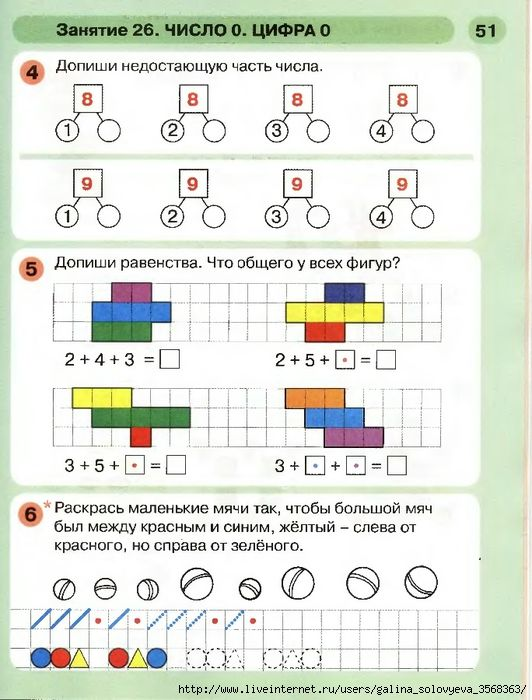 Занятие 26. ЧИСЛО 0. ЦИФРА 0 51
4 Допиши недостающую часть числа.
8 8 8 8
1 2 3 4
9 9 9 9
1 2 3 4
5 Допиши равенства. Что общего у всех фигур?
2 + 4 + 3 =
2 + 5 + =
3 + 5 + =
3 + + =
6* Раскрась маленькие мячи так, чтобы большой мяч
был между красным и синим, жёлтый – слева от
красного, но справа от зелёного.
http://www.liveinternet.ru/users/galina_solovyeva_3568363/